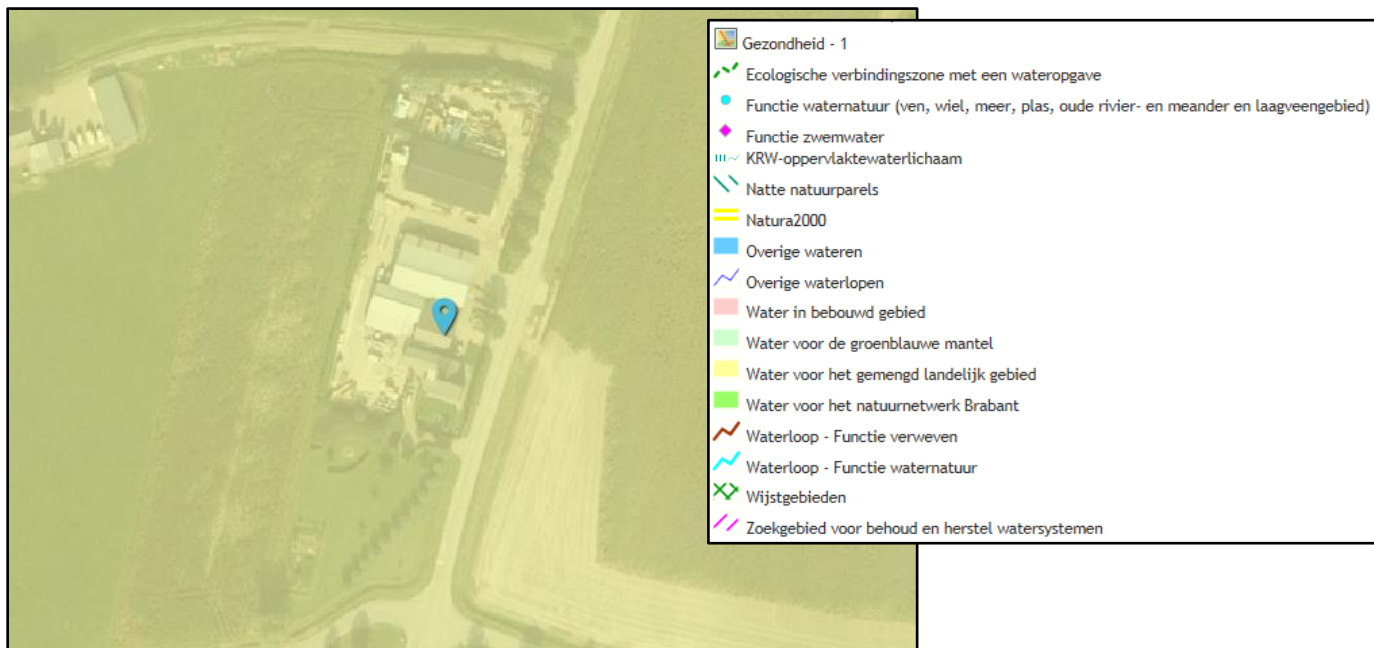 Gezondheid - 1
Ecologische verbindingszone met een wateropgave
Functie waternatuur (ven, wiel, meer, plas, oude rivier- en meander en laagveengebied)
Functie zwemwater
KRW-oppervlaktewaterlichaam
Natte natuurparels
Natura2000
Overige wateren
Overige waterlopen
Water in bebouwd gebied
Water voor de groenblauwe mantel
Water voor het gemengd landelijk gebied
Water voor het natuurnetwerk Brabant
Waterloop - Functie verweven
Waterloop - Functie waternatuur
Wijstgebieden
Zoekgebied voor behoud en herstel watersystemen